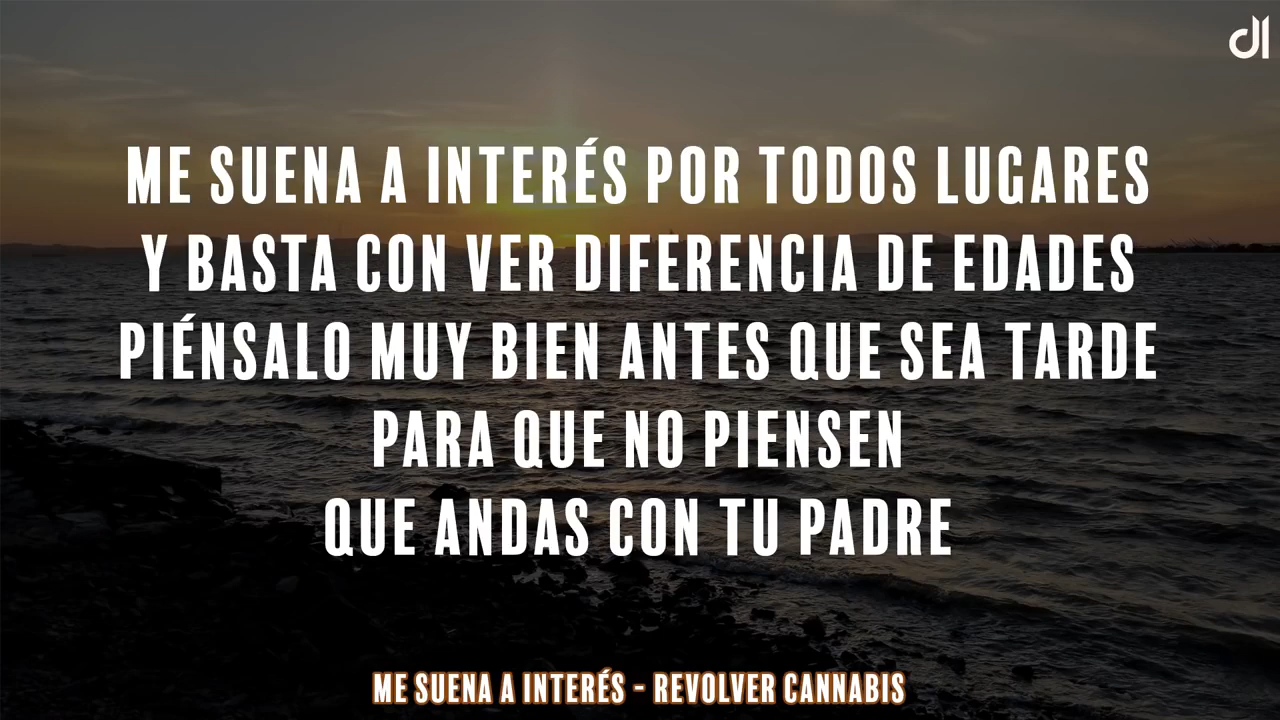 ME SUENA A INTERÉS POR TODOS LUGARES
Y BASTA CON VER DIFERENCIA DE EDADES
PIÉNSALO MUY BIEN ANTES QUE SEA TARDE
PARA QUE NO PIENSEN
QUE ANDAS CON TU PADRE
ME SUENA A INTERÉS - REVOLVER CANNABIS